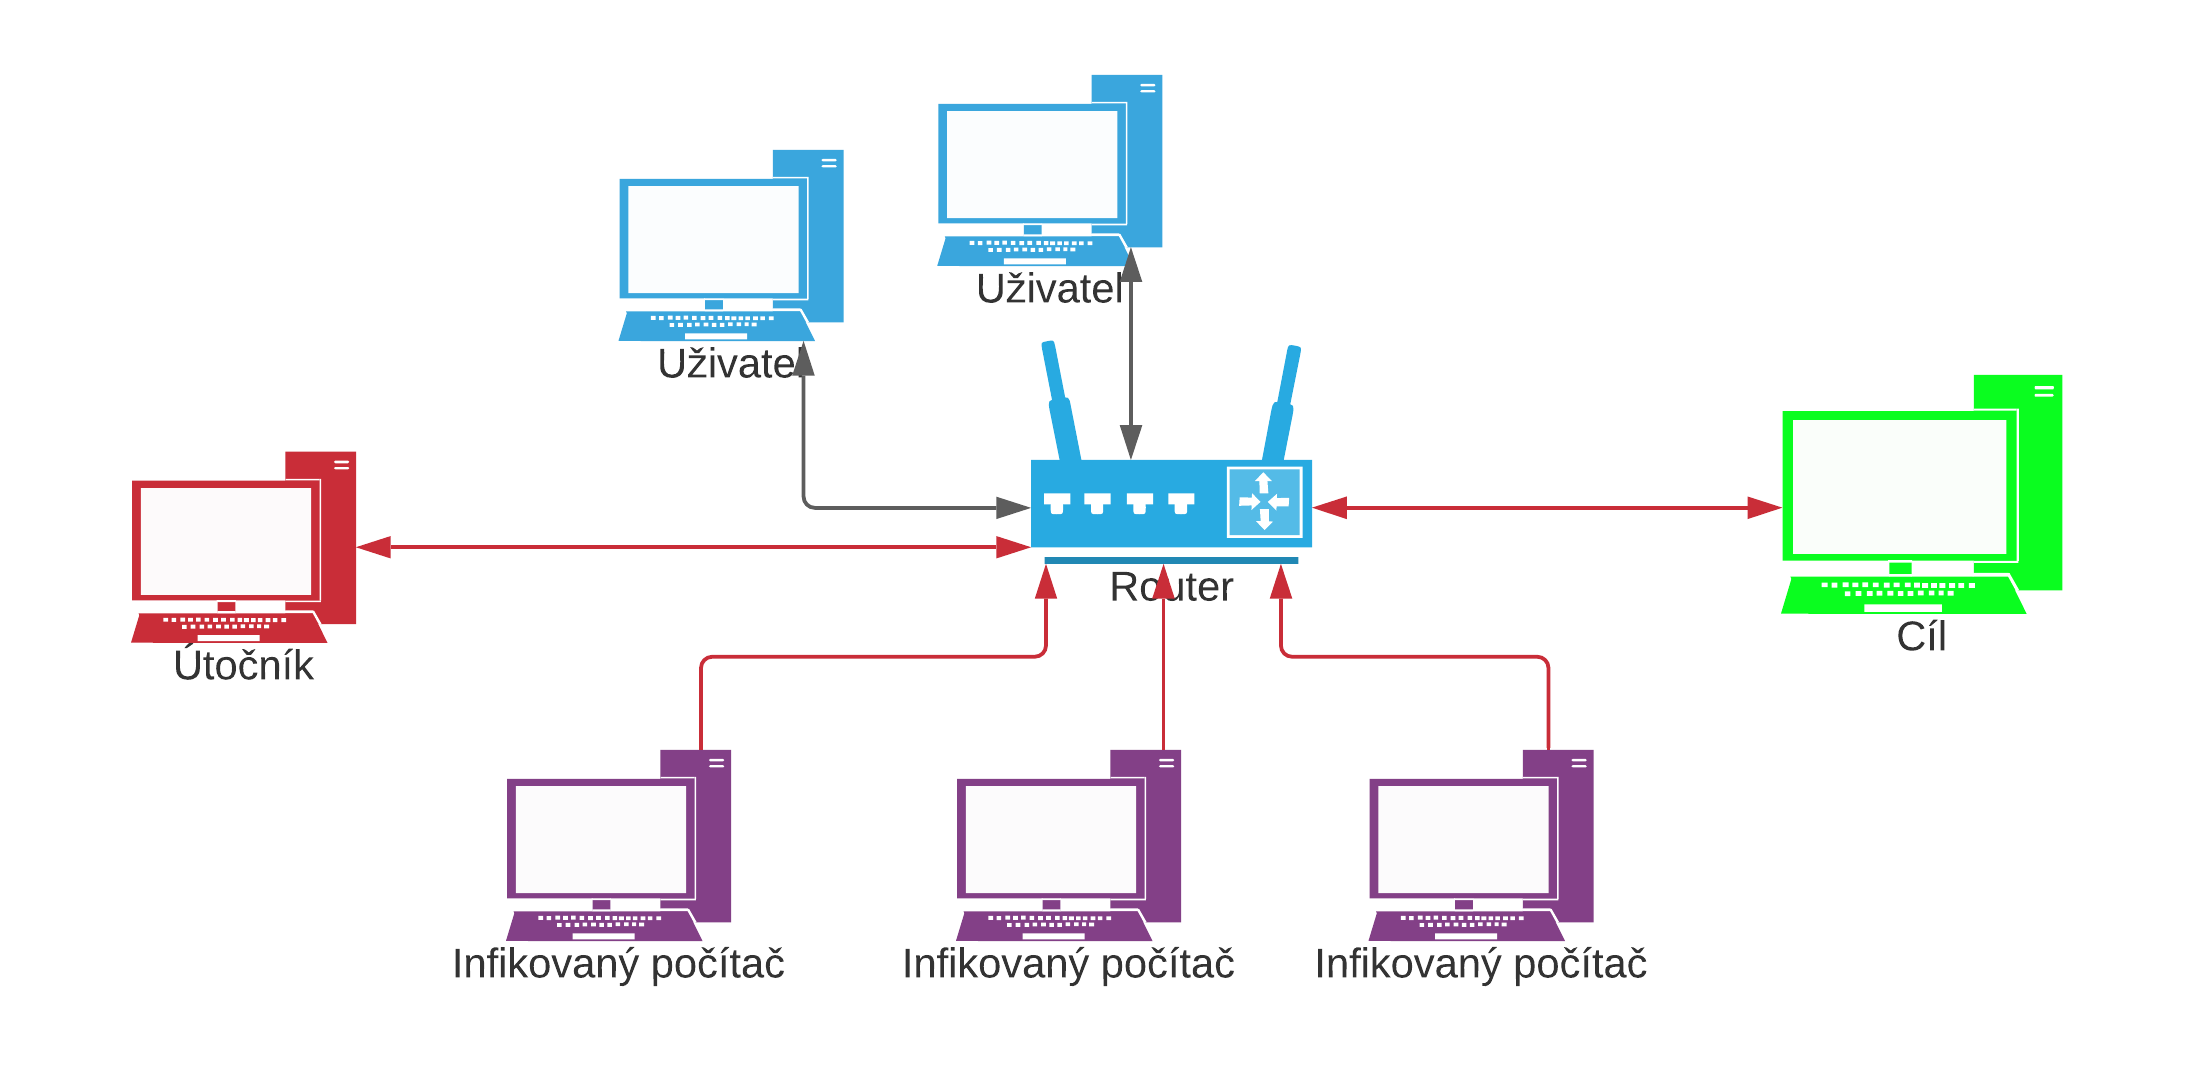 Uživatel
Uživatel
Router
Cíl
Útočník
Infikovaný počítač
Infikovaný počítač
Infikovaný počítač